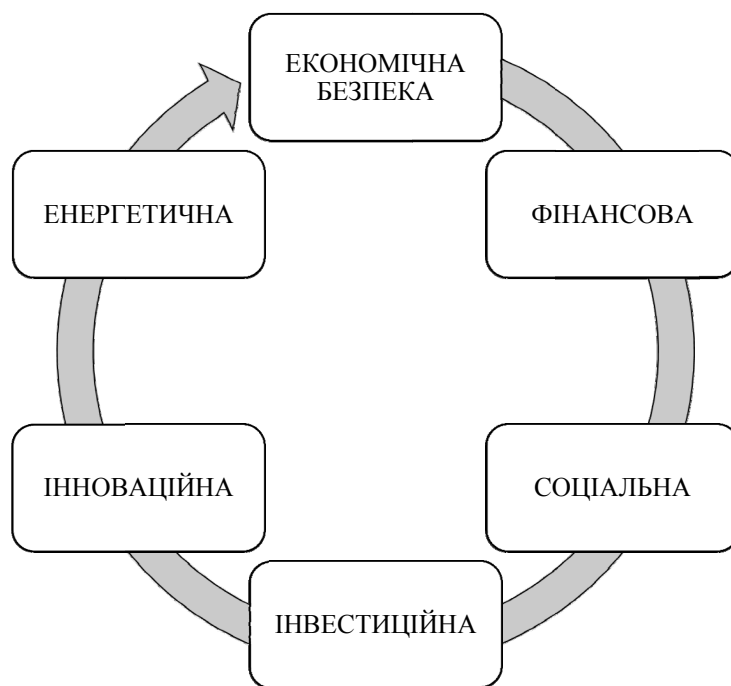 ЕКОНОМІЧНА
БЕЗПЕКА
ФІНАНСОВА
СОЦІАЛЬНА
ІНВЕСТИЦІЙНА
ІННОВАЦІЙНА
ЕНЕРГЕТИЧНА